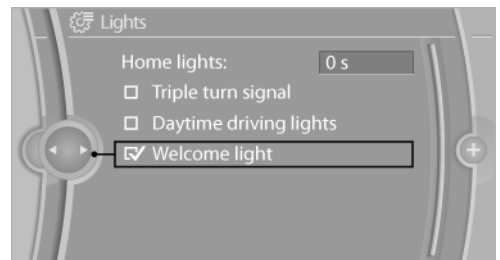 Lights
Home lights: 0 s
Triple turn signal
Daytime driving lights
Welcome light